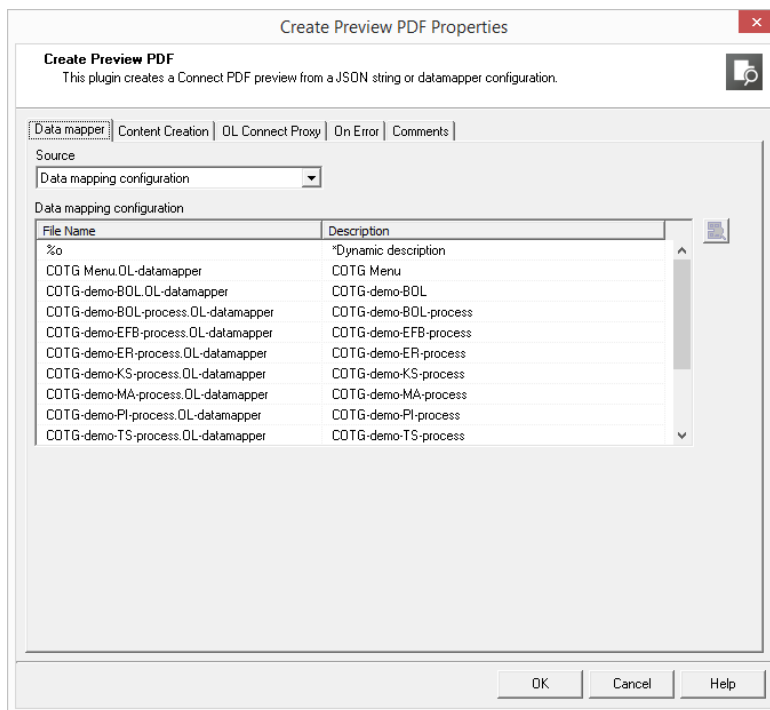 Create Preview PDF Properties
Create Preview PDF
This plugin creates a Connect PDF preview from a JSON string or datamapper configuration.
Data mapper Content Creation OL Connect Proxy On Error Comments
Source
Data mapping configuration
Data mapping configuration
File Name Description
%o *Dynamic description
COTG Menu.OL-datamapper COTG Menu
COTG-demo-BOL.OL-datamapper COTG-demo-BOL
COTG-demo-BOL-process.OL-datamapper COTG-demo-BOL-process
COTG-demo-EFB-process.OL-datamapper COTG-demo-EFB-process
COTG-demo-ER-process.OL-datamapper COTG-demo-ER-process
COTG-demo-KS-process.OL-datamapper COTG-demo-KS-process
COTG-demo-MA-process.OL-datamapper COTG-demo-MA-process
COTG-demo-PI-process.OL-datamapper COTG-demo-PI-process
COTG-demo-TS-process.OL-datamapper COTG-demo-TS-process
OK Cancel Help